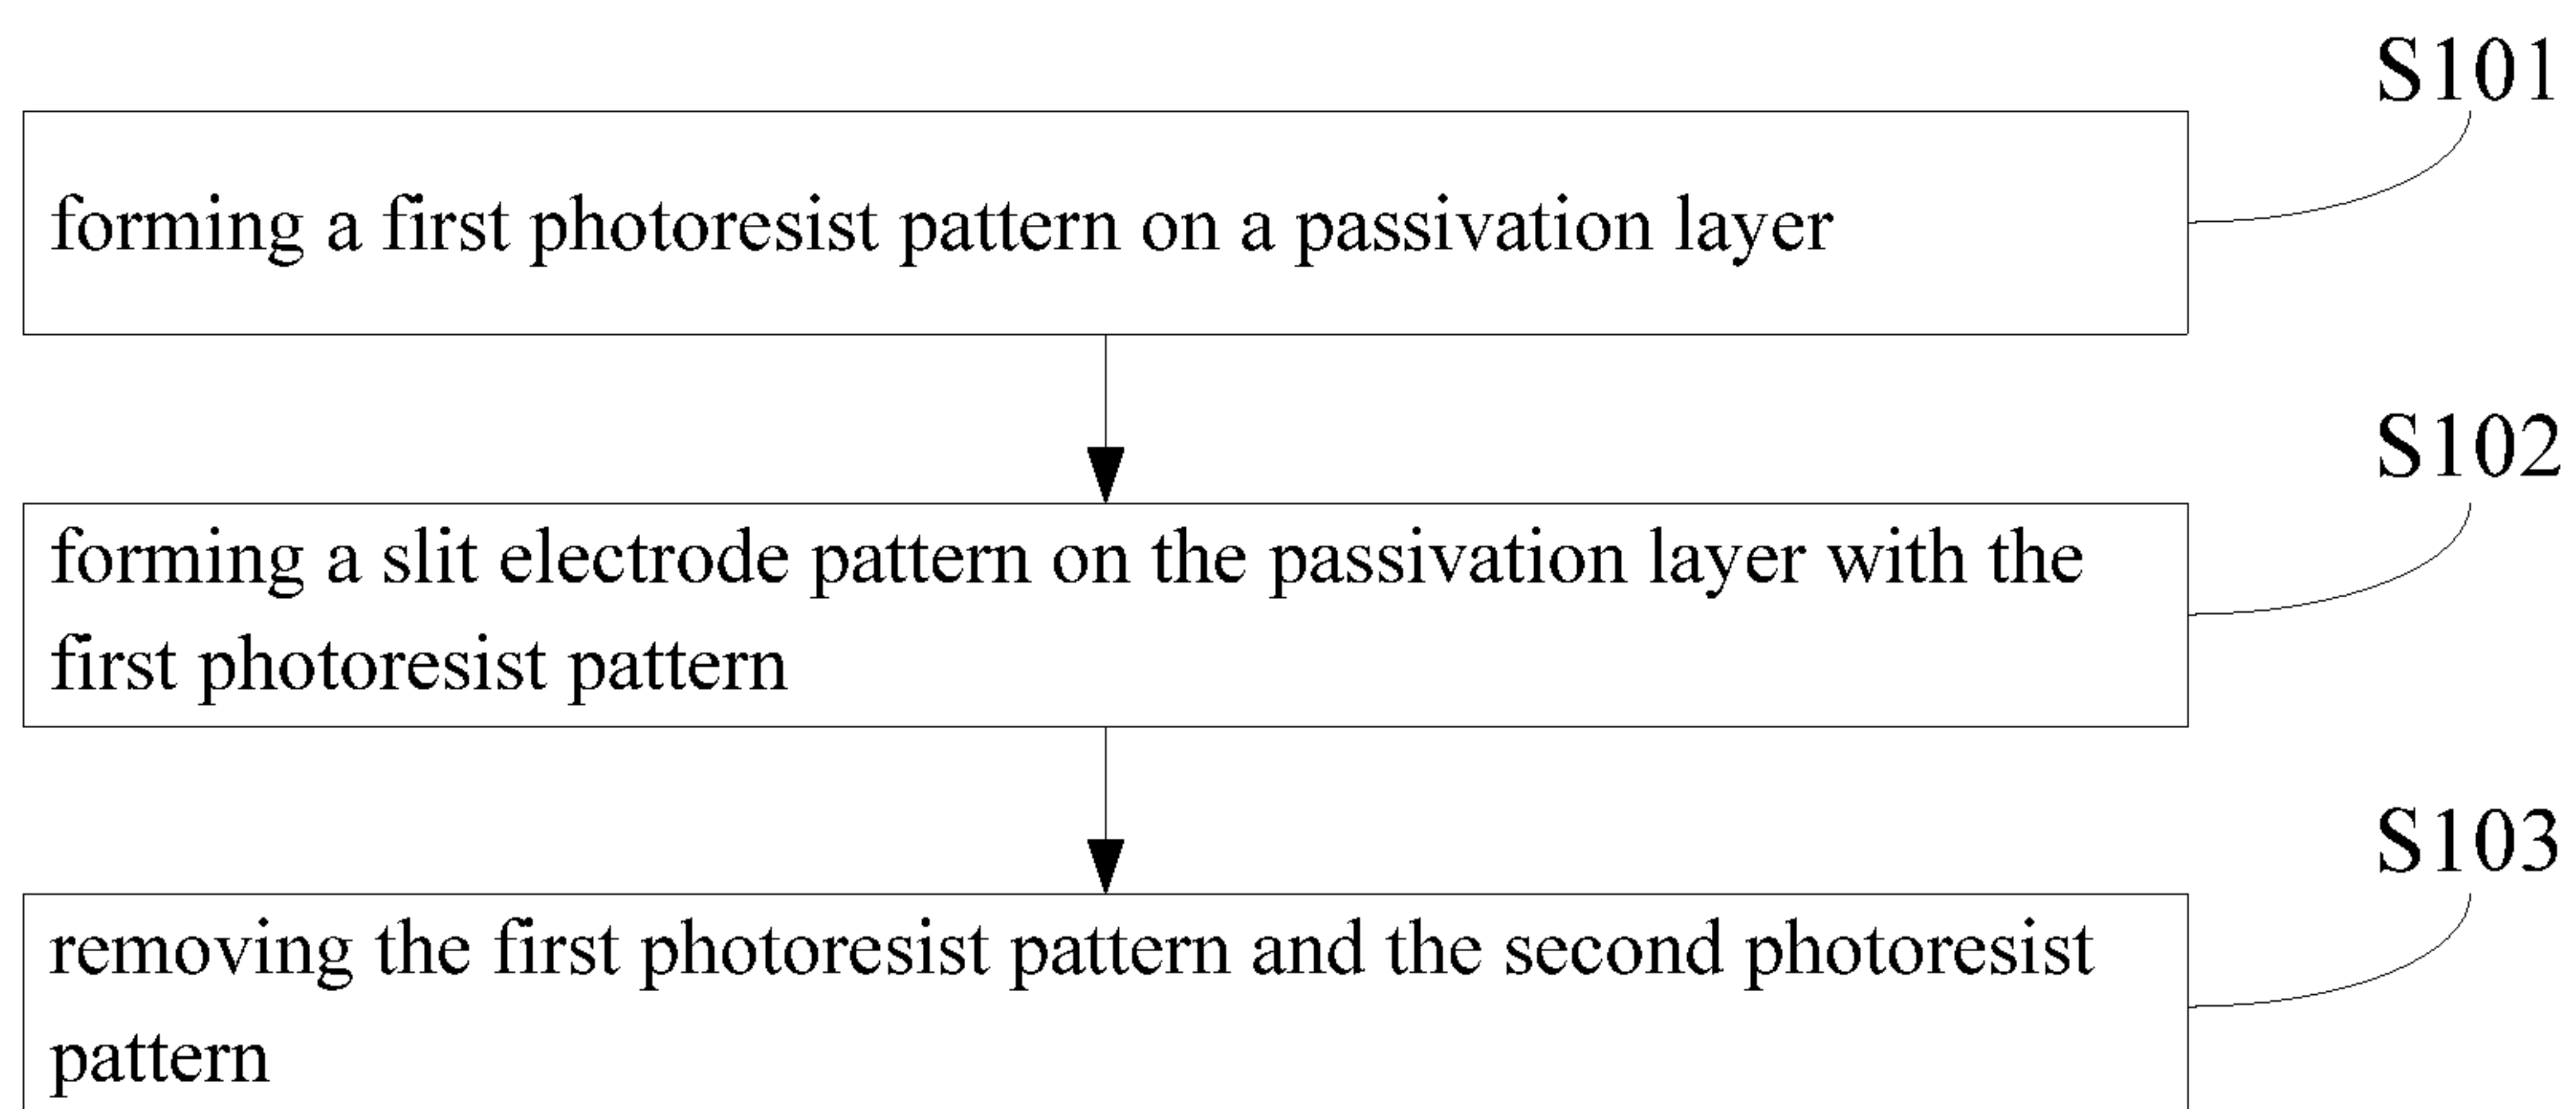 S101
forming a first photoresist pattern on a passivation layer
S102
forming a slit electrode pattern on the passivation layer with the
first photoresist pattern
S103
removing the first photoresist pattern and the second photoresist
pattern